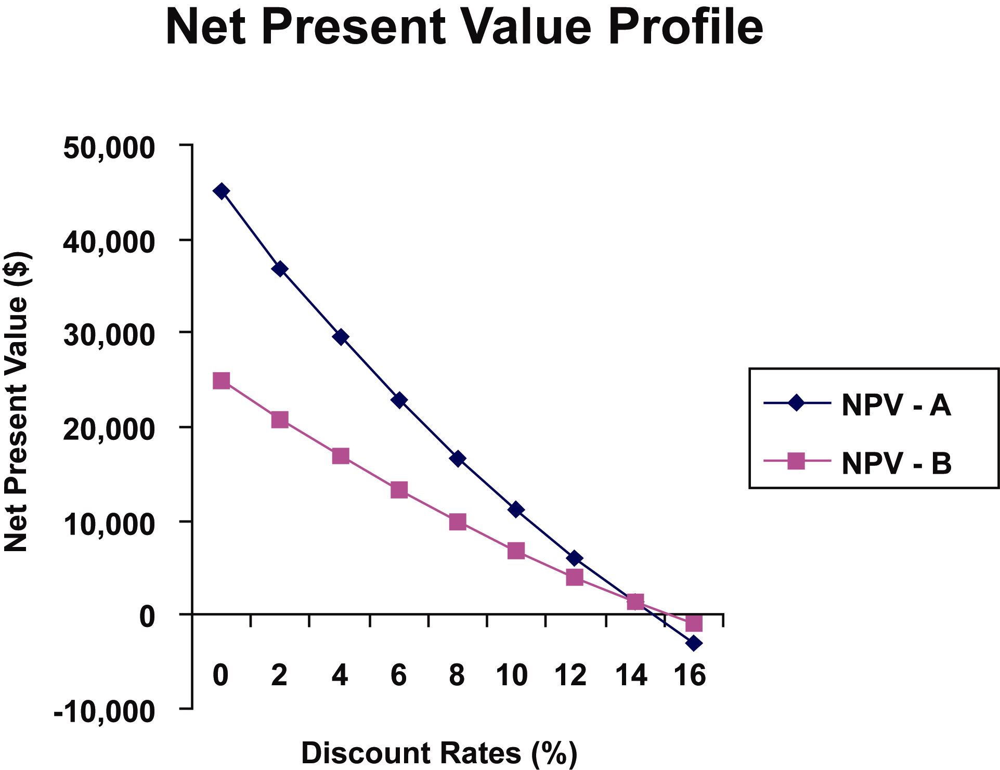 Net Present Value Profile
50,000
40,000
30,000
20,000
10,000
0
-10,000
Net Present Value ($)
0 2 4 6 8 10 12 14 16
Discount Rates (%)
NPV - A
NPV - B